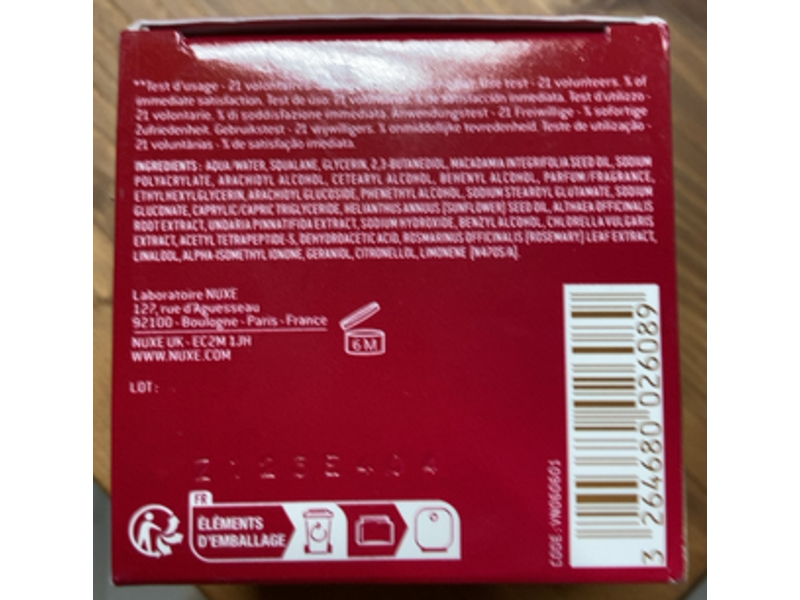 **Test d'usage - 21 volontaires test - 21 volunteers. % of
immediate satisfaction. Test de uso: 21 voluntarios. % de satisfacción inmediata. Test d'utilizzo -
21 volontarie. % di soddisfazione immediata. Anwendungstest - 21 Freiwillige - % sofortige
Zufriedenheit. Gebruikstest - 21 vrijwilligers. % onmiddellijke tevredenheid. Teste de utilização -
21 voluntárias - % de satisfação imediata.
INGREDIENTS: AQUA/WATER, SQUALANE, GLYCERIN, 2,3-BUTANEDIOL, MACADAMIA INTEGRIFOLIA SEED OIL, SODIUM
POLYACRYLATE, ARACHIDYL ALCOHOL, CETEARYL ALCOHOL, BEHENYL ALCOHOL, PARFUM/FRAGRANCE,
ETHYLHEXYLGLYCERIN, ARACHIDYL GLUCOSIDE, PHENETHYL ALCOHOL, SODIUM STEAROYL GLUTAMATE, SODIUM
GLUCONATE, CAPRYLIC/CAPRIC TRIGLYCERIDE, HELIANTHUS ANNUUS (SUNFLOWER) SEED OIL, ALTHAEA OFFICINALIS
ROOT EXTRACT, UNDARIA PINNATIFIDA EXTRACT, SODIUM HYDROXIDE, BENZYL ALCOHOL, CHLORELLA VULGARIS
EXTRACT, ACETYL TETRAPEPTIDE-5, DEHYDROACETIC ACID, ROSMARINUS OFFICINALIS (ROSEMARY) LEAF EXTRACT,
LINALOOL, ALPHA-ISOMETHYL IONONE, GERANIOL, CITRONELLOL, LIMONENE [N4705/A].
Laboratoire NUXE
127, rue d'Aguesseau
92100 - Boulogne - Paris - France
NUXE UK - EC2M 1JH
WWW.NUXE.COM
6 M
LOT:
FR
ÉLÉMENTS
D'EMBALLAGE
CODE: VN060601
3 264680 026089